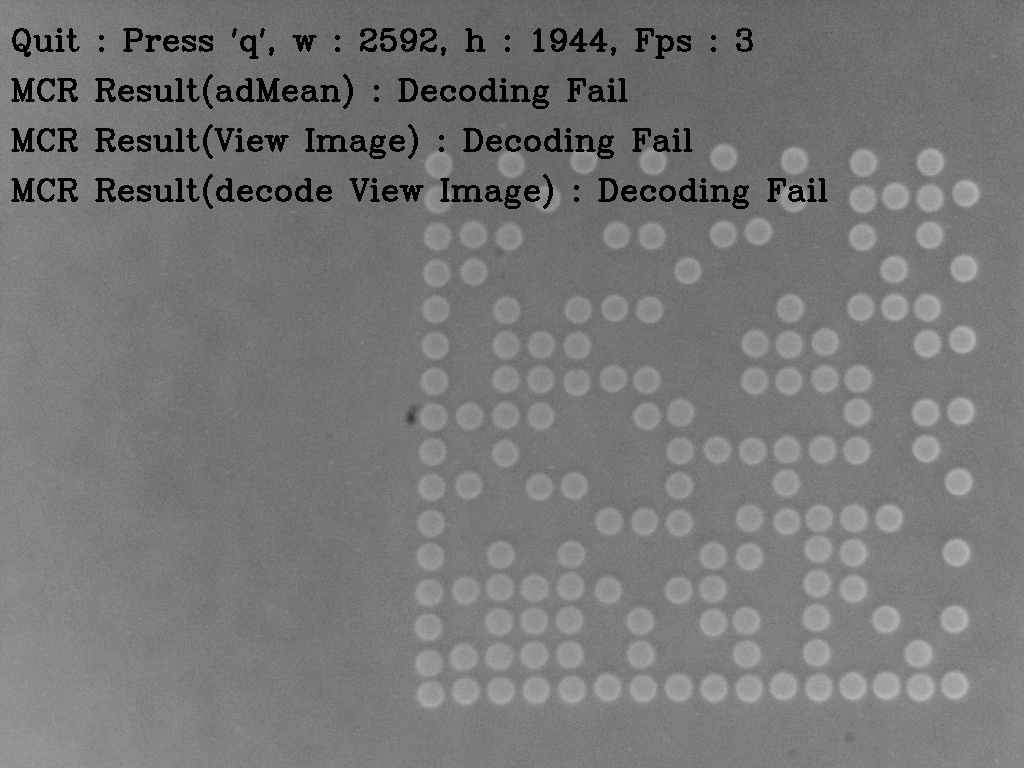 Quit : Press 'q', w : 2592, h : 1944, Fps : 3
MCR Result(adMean) : Decoding Fail
MCR Result(View Image) : Decoding Fail
MCR Result(decode View Image) : Decoding Fail